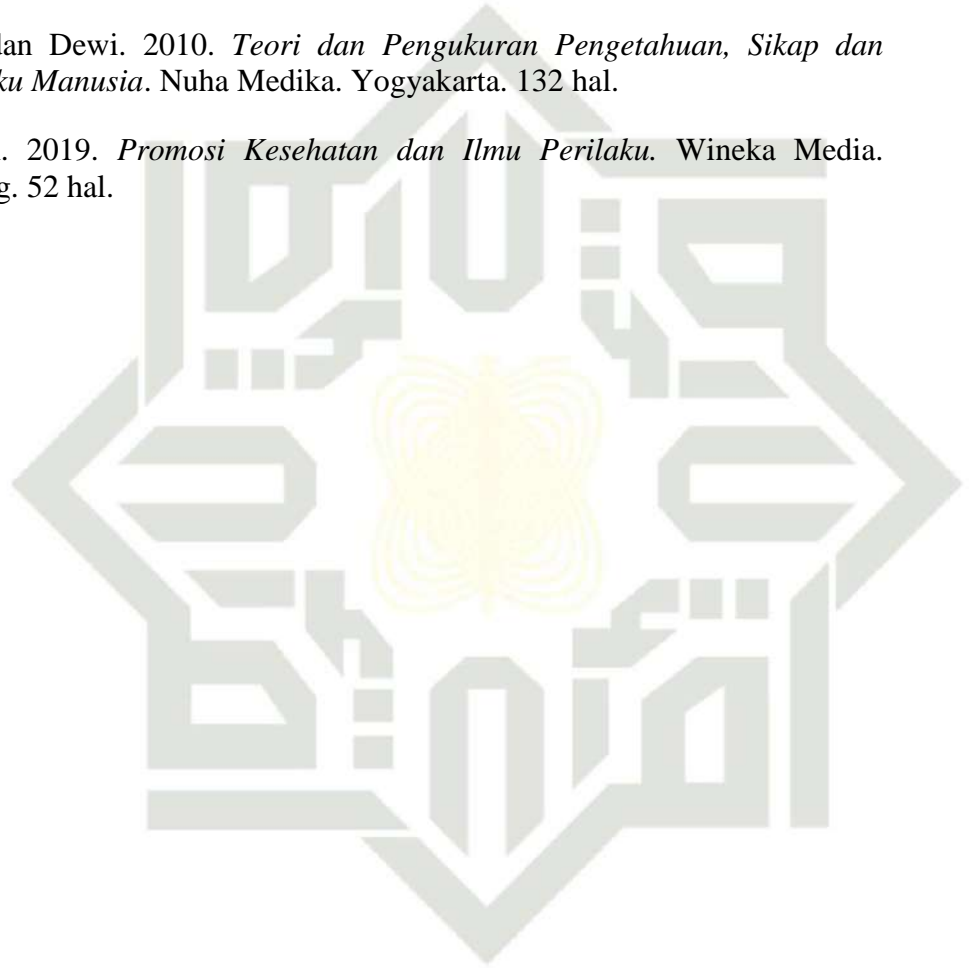 dan Dewi. 2010. Teori dan Pengukuran Pengetahuan, Sikap dan
ku Manusia. Nuha Medika. Yogyakarta. 132 hal.
. 2019. Promosi Kesehatan dan Ilmu Perilaku. Wineka Media.
g. 52 hal.